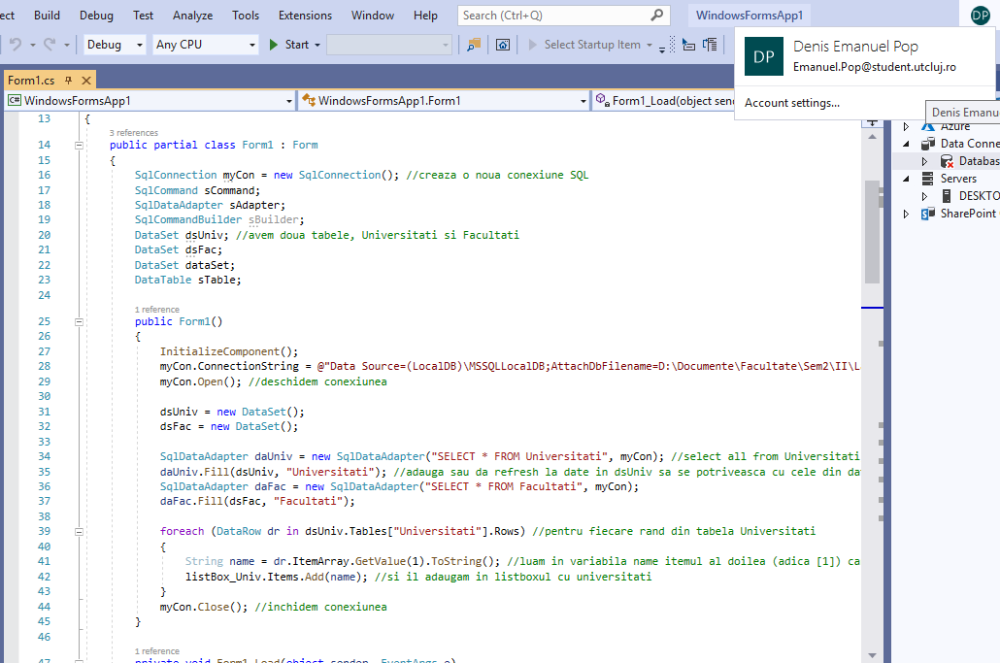 ect Build Debug Test Analyze Tools Extensions Window Help Search (Ctrl+Q) WindowsFormsApp1 DP
Debug Any CPU Start Select Startup Item
DP Denis Emanuel Pop
Emanuel.Pop@student.utcluj.ro
Account settings...
Denis Emanu
Form1.cs
C# WindowsFormsApp1 WindowsFormsApp1.Form1 Form1_Load(object sen
Azure
Data Conne
Databas
Servers
DESKTO
SharePoint
13 {
3 references
14 public partial class Form1 : Form
15 {
16 SqlConnection myCon = new SqlConnection(); //creaza o noua conexiune SQL
17 SqlCommand sCommand;
18 SqlDataAdapter sAdapter;
19 SqlCommandBuilder sBuilder;
20 DataSet dsUniv; //avem doua tabele, Universitati si Facultati
21 DataSet dsFac;
22 DataSet dataSet;
23 DataTable sTable;
24
1 reference
25 public Form1()
26 {
27 InitializeComponent();
28 myCon.ConnectionString = @"Data Source=(LocalDB)\MSSQLLocalDB;AttachDbFilename=D:\Documente\Facultate\Sem2\II\L
29 myCon.Open(); //deschidem conexiunea
30
31 dsUniv = new DataSet();
32 dsFac = new DataSet();
33
34 SqlDataAdapter daUniv = new SqlDataAdapter("SELECT * FROM Universitati", myCon); //select all from Universitati
35 daUniv.Fill(dsUniv, "Universitati"); //adauga sau da refresh la date in dsUniv sa se potriveasca cu cele din da
36 SqlDataAdapter daFac = new SqlDataAdapter("SELECT * FROM Facultati", myCon);
37 daFac.Fill(dsFac, "Facultati");
38
39 foreach (DataRow dr in dsUniv.Tables["Universitati"].Rows) //pentru fiecare rand din tabela Universitati
40 {
41 String name = dr.ItemArray.GetValue(1).ToString(); //luam in variabila name itemul al doilea (adica [1]) ca
42 listBox_Univ.Items.Add(name); //si il adaugam in listboxul cu universitati
43 }
44 myCon.Close(); //inchidem conexiunea
45 }
46
1 reference
47 private void Form1_Load(object sender, EventArgs e)